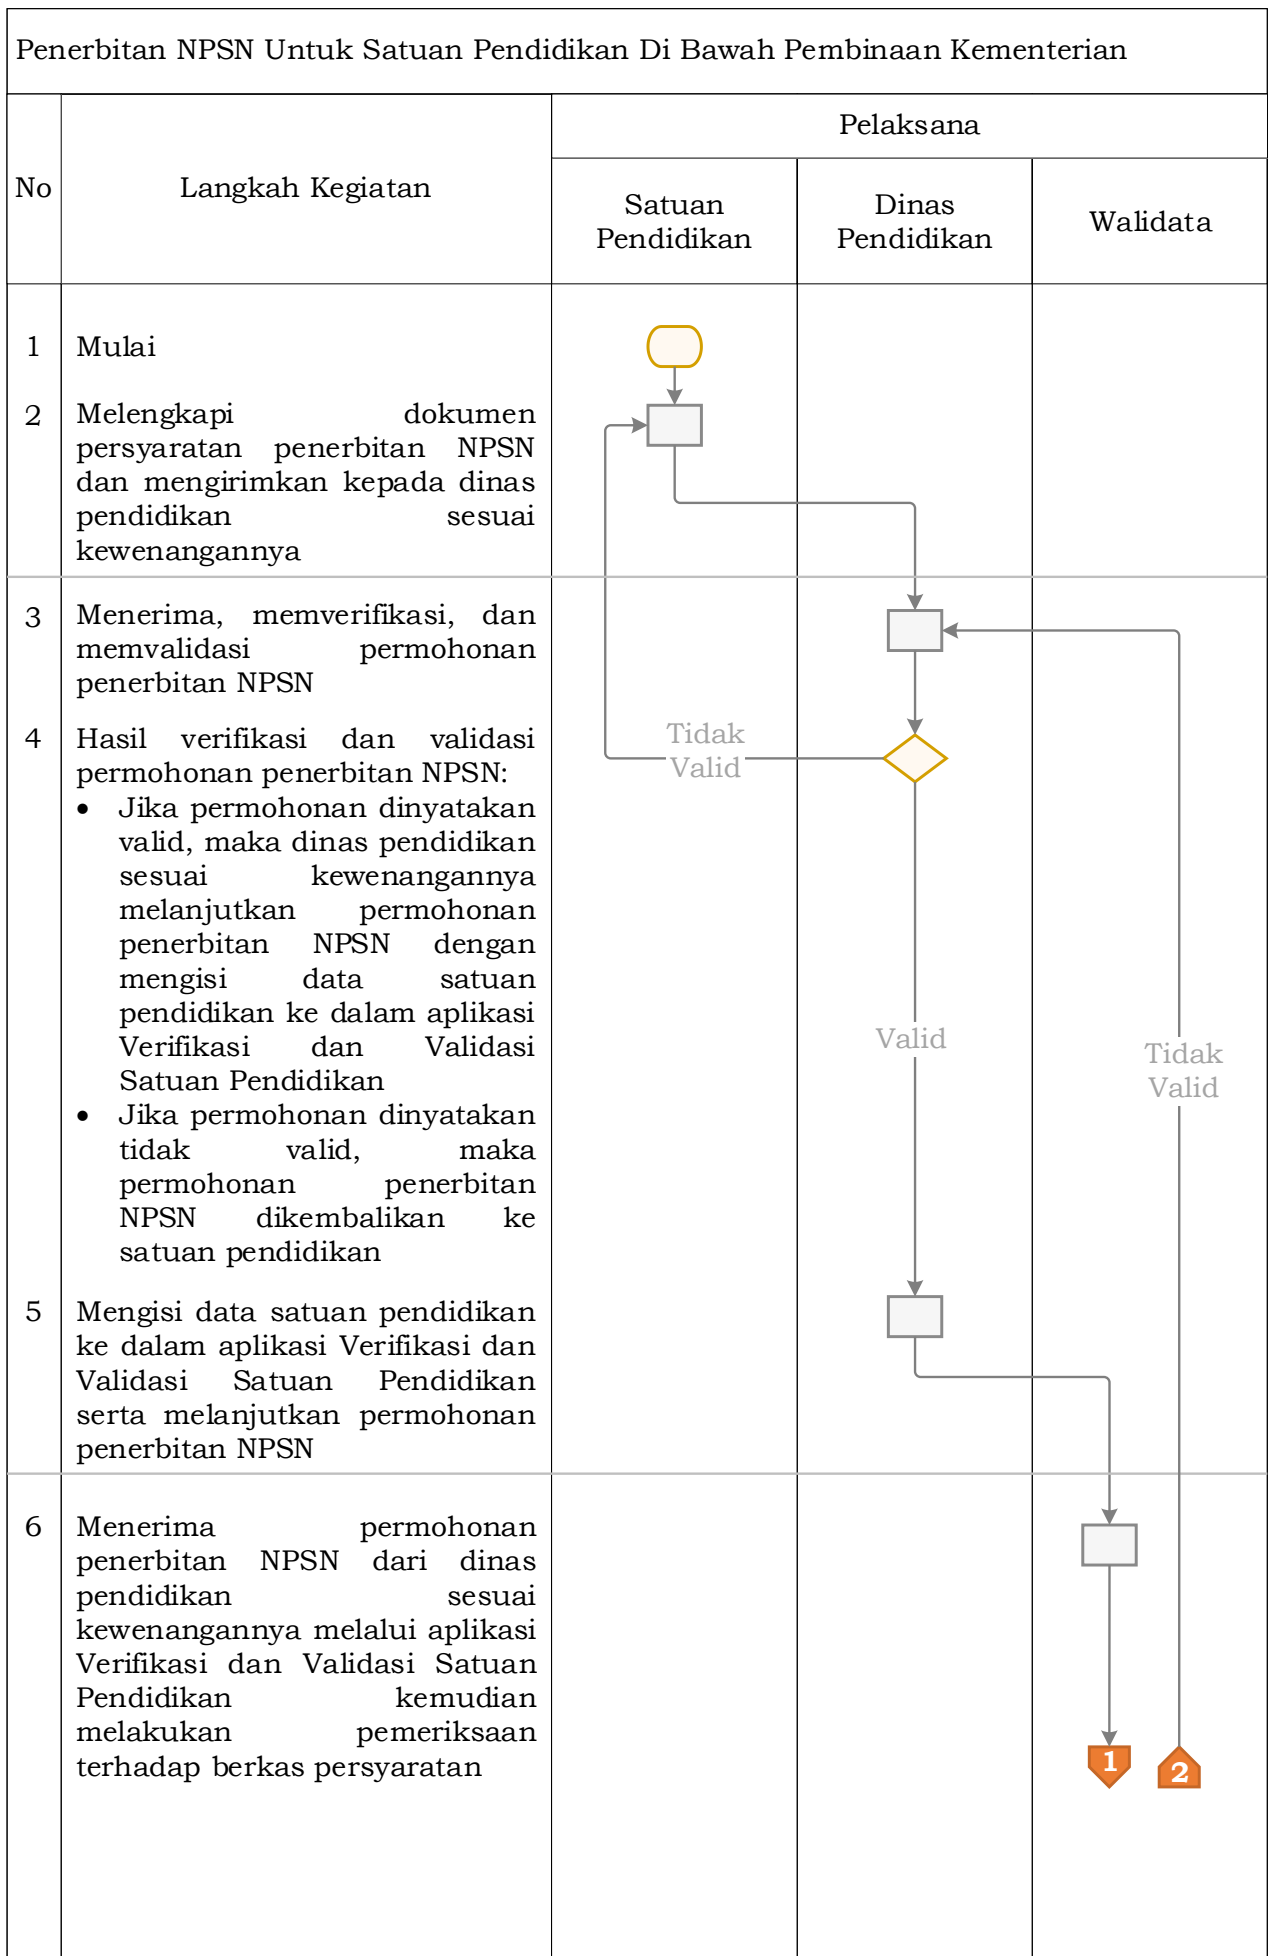 Penerbitan NPSN Untuk Satuan Pendidikan Di Bawah Pembinaan Kementerian
No
Langkah Kegiatan
Pelaksana
Satuan
Pendidikan
Dinas
Pendidikan
Walidata
1
Mulai
2
Melengkapi dokumen
persyaratan penerbitan NPSN
dan mengirimkan kepada dinas
pendidikan sesuai
kewenangannya
3
Menerima, memverifikasi, dan
memvalidasi permohonan
penerbitan NPSN
4
Hasil verifikasi dan validasi
permohonan penerbitan NPSN:
• Jika permohonan dinyatakan
valid, maka dinas pendidikan
sesuai kewenangannya
melanjutkan permohonan
penerbitan NPSN dengan
mengisi data satuan
pendidikan ke dalam aplikasi
Verifikasi dan Validasi
Satuan Pendidikan
• Jika permohonan dinyatakan
tidak valid, maka
permohonan penerbitan
NPSN dikembalikan ke
satuan pendidikan
Tidak
Valid
Valid
Tidak
Valid
5
Mengisi data satuan pendidikan
ke dalam aplikasi Verifikasi dan
Validasi Satuan Pendidikan
serta melanjutkan permohonan
penerbitan NPSN
6
Menerima permohonan
penerbitan NPSN dari dinas
pendidikan sesuai
kewenangannya melalui aplikasi
Verifikasi dan Validasi Satuan
Pendidikan kemudian
melakukan pemeriksaan
terhadap berkas persyaratan
1
2